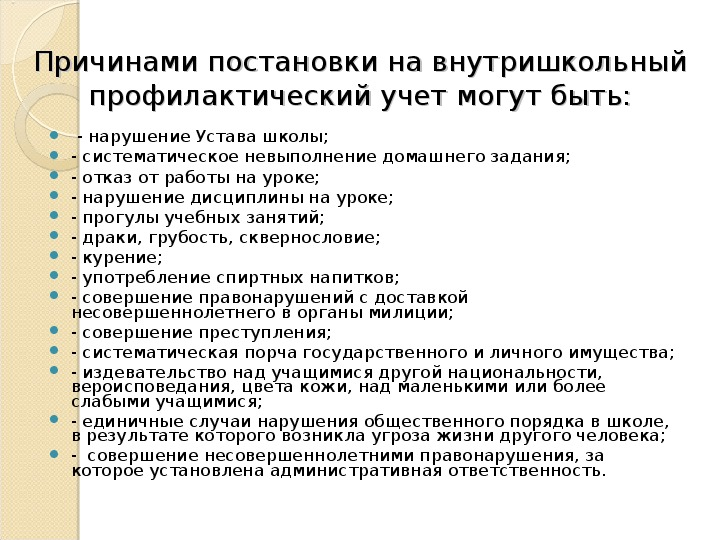 Причинами постановки на внутришкольный
профилактический учет могут быть:
- нарушение Устава школы;
- систематическое невыполнение домашнего задания;
- отказ от работы на уроке;
- нарушение дисциплины на уроке;
- прогулы учебных занятий;
- драки, грубость, сквернословие;
- курение;
- употребление спиртных напитков;
- совершение правонарушений с доставкой
несовершеннолетнего в органы милиции;
- совершение преступления;
- систематическая порча государственного и личного имущества;
- издевательство над учащимися другой национальности,
вероисповедания, цвета кожи, над маленькими или более
слабыми учащимися;
- единичные случаи нарушения общественного порядка в школе,
в результате которого возникла угроза жизни другого человека;
- совершение несовершеннолетними правонарушения, за
которое установлена административная ответственность.